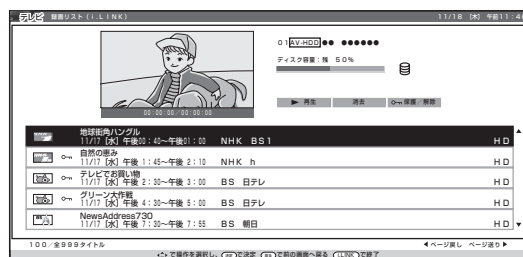 テレビ 録画リスト(i.LINK) 11/18 [木] 午前11:4
01 AV-HDD ●● ●●●●●●
ディスク容量:残 50%
00:00:00/00:00:00
▶ 再生 消去 保護/解除
地球街角ハングル
11/17 [水] 午後00:40~午後01:00 NHK BS1 HD
自然の恵み
11/17 [水] 午後 1:45~午後 2:10 NHK h HD
テレビでお買い物
11/17 [水] 午後 2:30~午後 3:00 BS 日テレ HD
グリーン大作戦
11/17 [水] 午後 4:30~午後 5:00 BS 日テレ HD
NewsAddress730
11/17 [水] 午後 7:30~午後 7:55 BS 朝日 HD
100/全999タイトル ◀ページ戻し ページ送り▶
で操作を選択し、 で決定 で前の画面へ戻る で終了